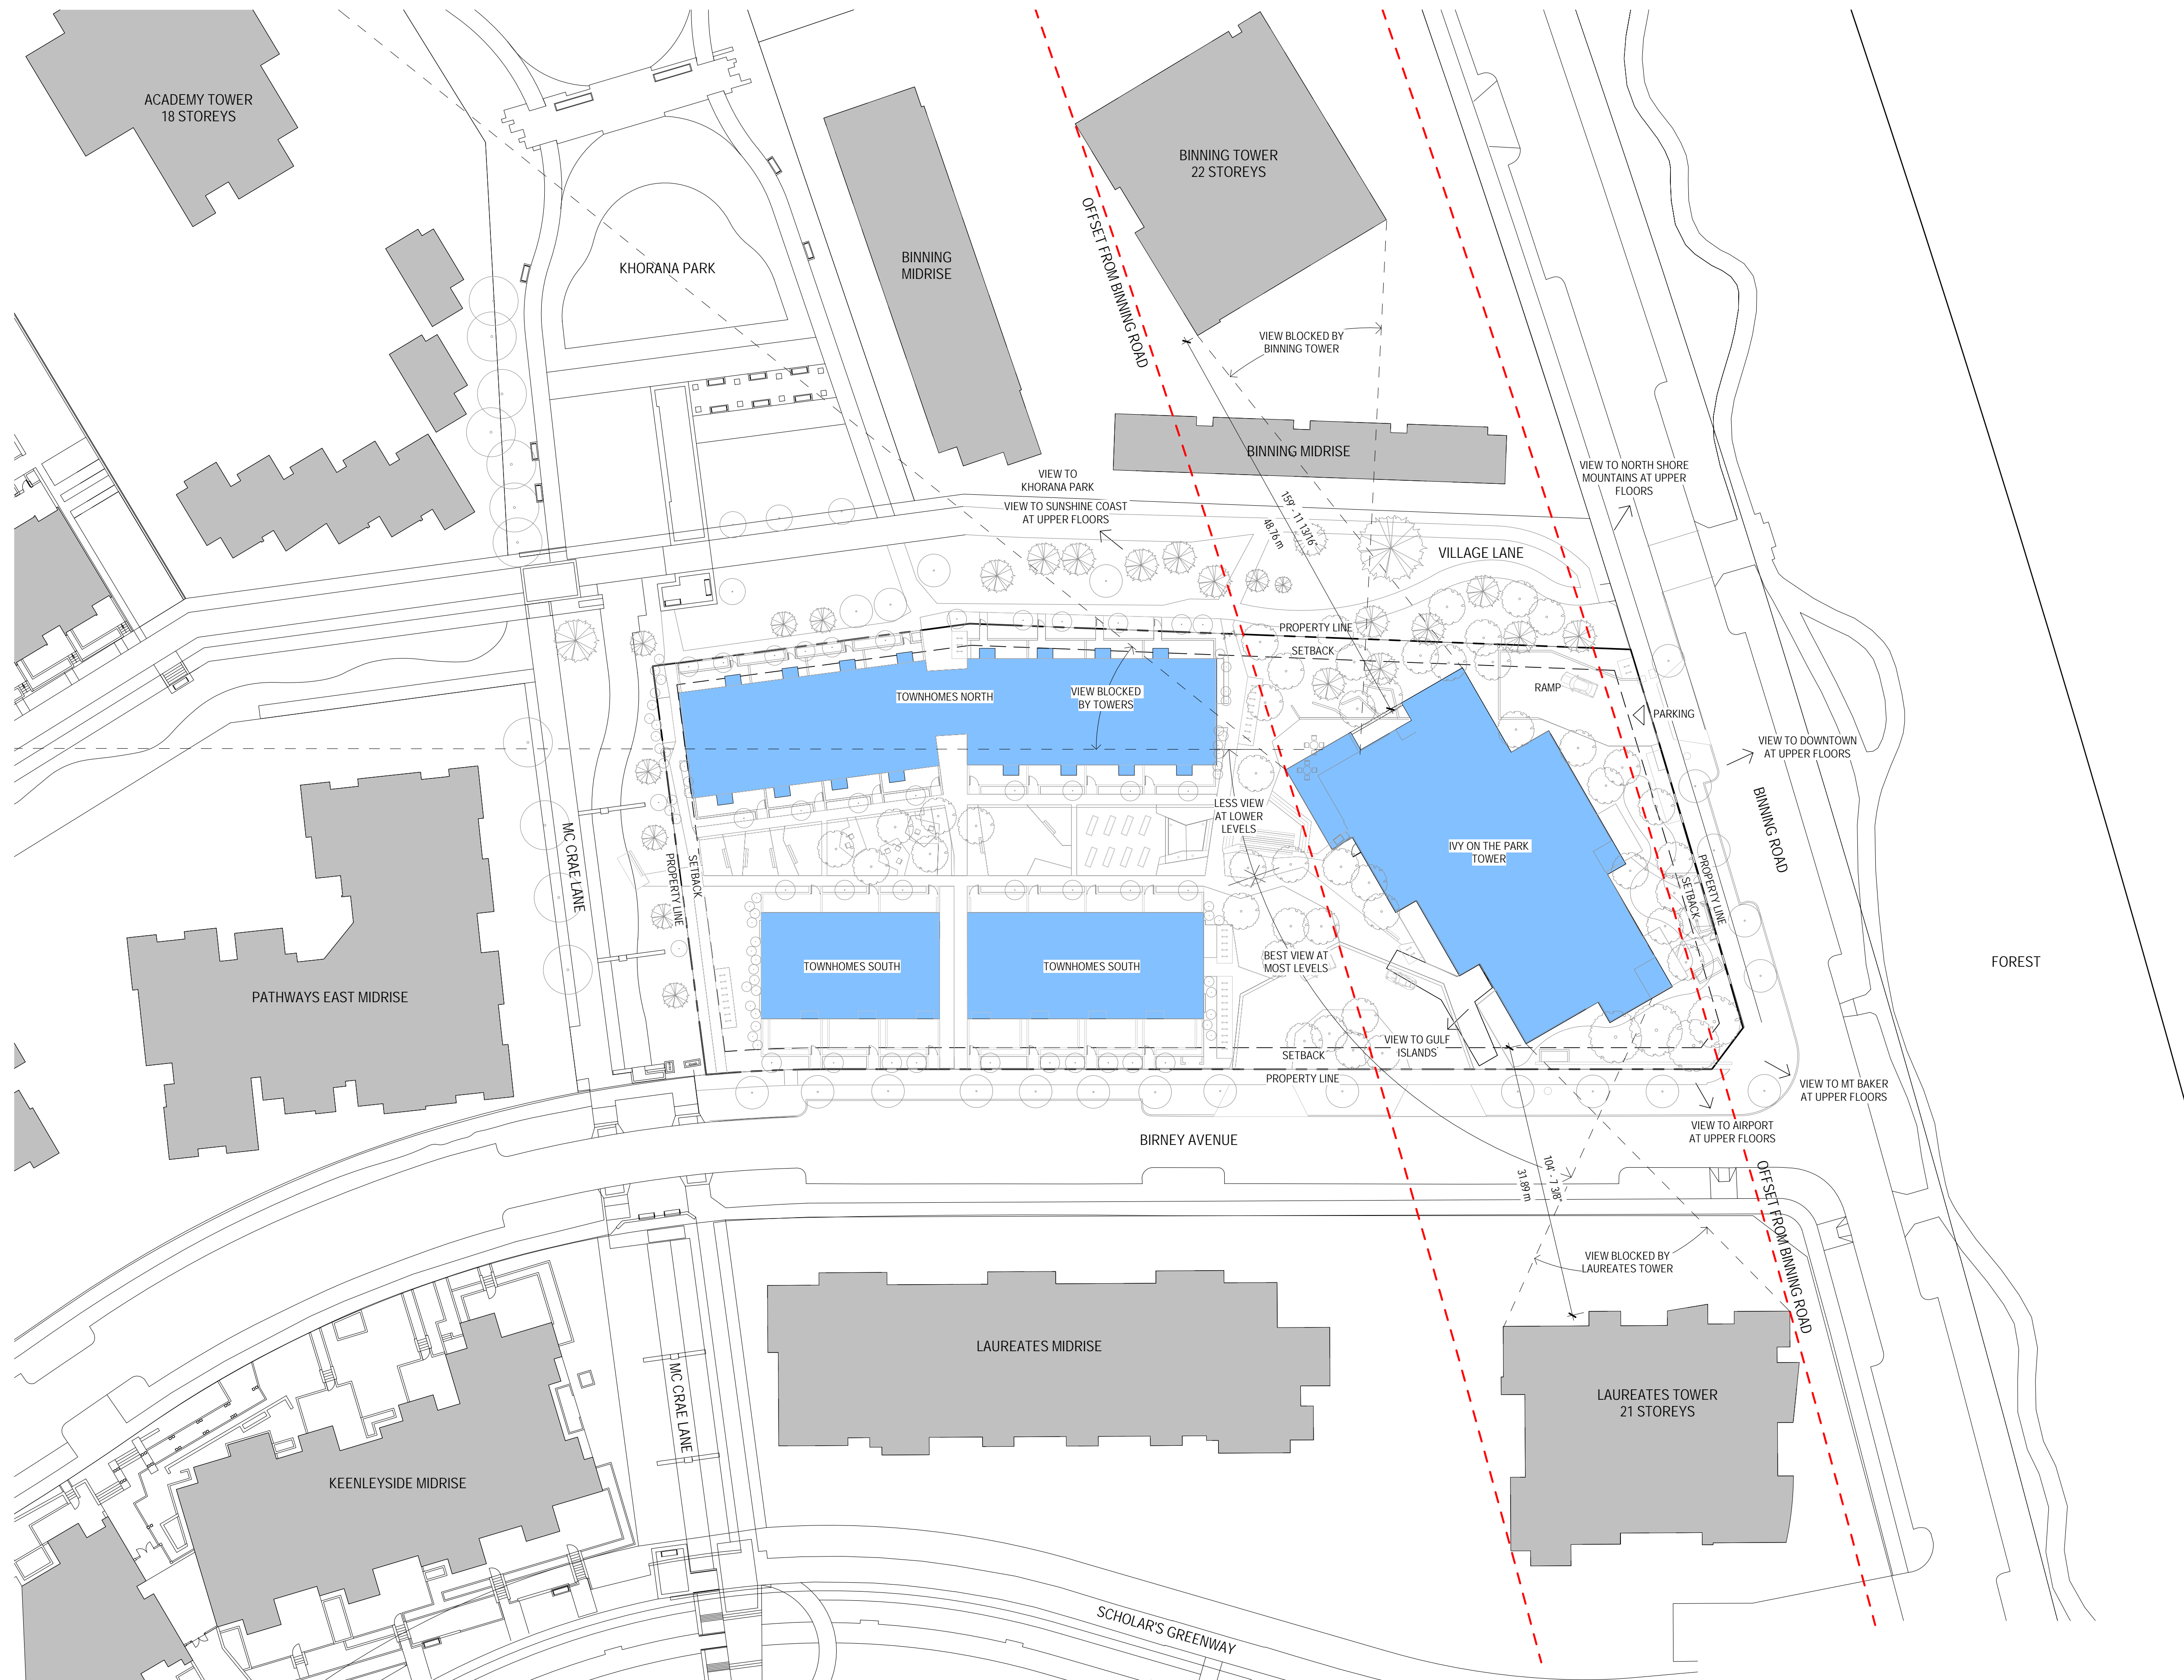 ACADEMY TOWER
18 STOREYS
KHORANA PARK
BINNING
MIDRISE
BINNING TOWER
22 STOREYS
OFFSET FROM BINNING ROAD
VIEW BLOCKED BY
BINNING TOWER
BINNING MIDRISE
VIEW TO
KHORANA PARK
VIEW TO SUNSHINE COAST
AT UPPER FLOORS
159' - 11 13/16"
48.76 m
VIEW TO NORTH SHORE
MOUNTAINS AT UPPER
FLOORS
VILLAGE LANE
PROPERTY LINE
SETBACK
RAMP
PARKING
TOWNHOMES NORTH
VIEW BLOCKED
BY TOWERS
VIEW TO DOWNTOWN
AT UPPER FLOORS
BINNING ROAD
LESS VIEW
AT LOWER
LEVELS
IVY ON THE PARK
TOWER
MC CRAE LANE
PROPERTY LINE
SETBACK
PROPERTY LINE
SETBACK
FOREST
TOWNHOMES SOUTH
TOWNHOMES SOUTH
BEST VIEW AT
MOST LEVELS
PATHWAYS EAST MIDRISE
VIEW TO GULF
ISLANDS
SETBACK
PROPERTY LINE
VIEW TO MT BAKER
AT UPPER FLOORS
VIEW TO AIRPORT
AT UPPER FLOORS
BIRNEY AVENUE
104' - 7 3/8"
31.89 m
OFFSET FROM BINNING ROAD
VIEW BLOCKED BY
LAUREATES TOWER
LAUREATES MIDRISE
LAUREATES TOWER
21 STOREYS
MC CRAE LANE
KEENLEYSIDE MIDRISE
SCHOLAR'S GREENWAY